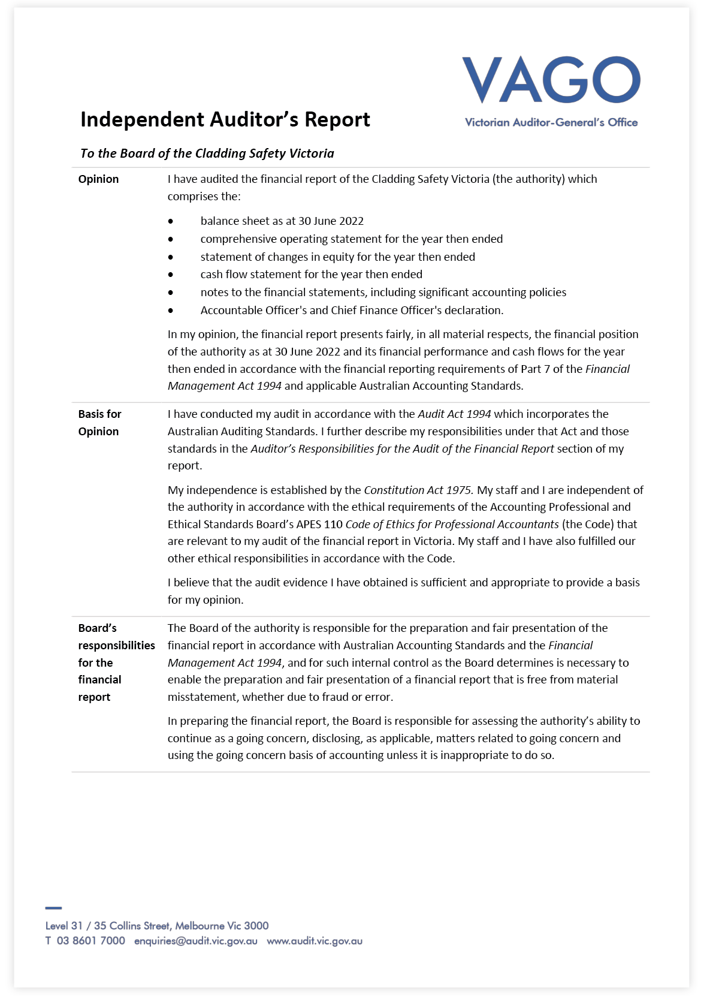 VAGO
Victorian Auditor-General's Office
Independent Auditor’s Report
To the Board of the Cladding Safety Victoria
Opinion
I have audited the financial report of the Cladding Safety Victoria (the authority) which
comprises the:
• balance sheet as at 30 June 2022
• comprehensive operating statement for the year then ended
• statement of changes in equity for the year then ended
• cash flow statement for the year then ended
• notes to the financial statements, including significant accounting policies
• Accountable Officer's and Chief Finance Officer's declaration.
In my opinion, the financial report presents fairly, in all material respects, the financial position
of the authority as at 30 June 2022 and its financial performance and cash flows for the year
then ended in accordance with the financial reporting requirements of Part 7 of the Financial
Management Act 1994 and applicable Australian Accounting Standards.
Basis for
Opinion
I have conducted my audit in accordance with the Audit Act 1994 which incorporates the
Australian Auditing Standards. I further describe my responsibilities under that Act and those
standards in the Auditor’s Responsibilities for the Audit of the Financial Report section of my
report.
My independence is established by the Constitution Act 1975. My staff and I are independent of
the authority in accordance with the ethical requirements of the Accounting Professional and
Ethical Standards Board’s APES 110 Code of Ethics for Professional Accountants (the Code) that
are relevant to my audit of the financial report in Victoria. My staff and I have also fulfilled our
other ethical responsibilities in accordance with the Code.
I believe that the audit evidence I have obtained is sufficient and appropriate to provide a basis
for my opinion.
Board’s
responsibilities
for the
financial
report
The Board of the authority is responsible for the preparation and fair presentation of the
financial report in accordance with Australian Accounting Standards and the Financial
Management Act 1994, and for such internal control as the Board determines is necessary to
enable the preparation and fair presentation of a financial report that is free from material
misstatement, whether due to fraud or error.
In preparing the financial report, the Board is responsible for assessing the authority’s ability to
continue as a going concern, disclosing, as applicable, matters related to going concern and
using the going concern basis of accounting unless it is inappropriate to do so.
Level 31 / 35 Collins Street, Melbourne Vic 3000
T 03 8601 7000 enquiries@audit.vic.gov.au www.audit.vic.gov.au